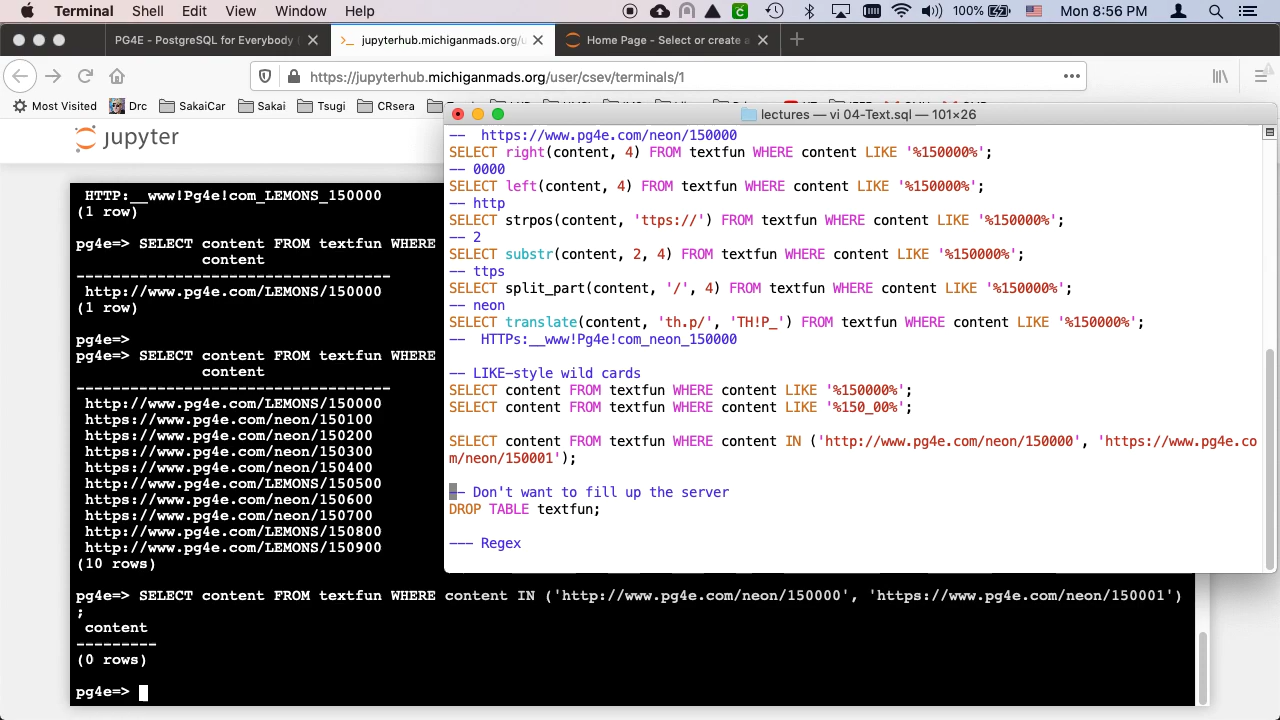 Terminal Shell Edit View Window Help 100% Mon 8:56 PM
PG4E - PostgreSQL for Everybody
jupyterhub.michiganmads.org/u
Home Page - Select or create a
https://jupyterhub.michiganmads.org/user/csev/terminals/1
Most Visited Drc SakaiCar Sakai Tsugi CRsera
jupyter
HTTP:__www!Pg4e!com_LEMONS_150000
(1 row)
pg4e=> SELECT content FROM textfun WHERE
content
---------------------------------------
http://www.pg4e.com/LEMONS/150000
(1 row)
pg4e=>
pg4e=> SELECT content FROM textfun WHERE
content
---------------------------------------
http://www.pg4e.com/LEMONS/150000
https://www.pg4e.com/neon/150100
https://www.pg4e.com/neon/150200
https://www.pg4e.com/neon/150300
https://www.pg4e.com/neon/150400
http://www.pg4e.com/LEMONS/150500
https://www.pg4e.com/neon/150600
https://www.pg4e.com/neon/150700
http://www.pg4e.com/LEMONS/150800
http://www.pg4e.com/LEMONS/150900
(10 rows)
pg4e=> SELECT content FROM textfun WHERE content IN ('http://www.pg4e.com/neon/150000', 'https://www.pg4e.com/neon/150001')
;
content
---------
(0 rows)
pg4e=>
lectures — vi 04-Text.sql — 101×26
--  https://www.pg4e.com/neon/150000
SELECT right(content, 4) FROM textfun WHERE content LIKE '%150000%';
-- 0000
SELECT left(content, 4) FROM textfun WHERE content LIKE '%150000%';
-- http
SELECT strpos(content, 'ttps://') FROM textfun WHERE content LIKE '%150000%';
-- 2
SELECT substr(content, 2, 4) FROM textfun WHERE content LIKE '%150000%';
-- ttps
SELECT split_part(content, '/', 4) FROM textfun WHERE content LIKE '%150000%';
-- neon
SELECT translate(content, 'th.p/', 'TH!P_') FROM textfun WHERE content LIKE '%150000%';
--  HTTPs:__www!Pg4e!com_neon_150000
-- LIKE-style wild cards
SELECT content FROM textfun WHERE content LIKE '%150000%';
SELECT content FROM textfun WHERE content LIKE '%150_00%';
SELECT content FROM textfun WHERE content IN ('http://www.pg4e.com/neon/150000', 'https://www.pg4e.co
m/neon/150001');
-- Don't want to fill up the server
DROP TABLE textfun;
--- Regex